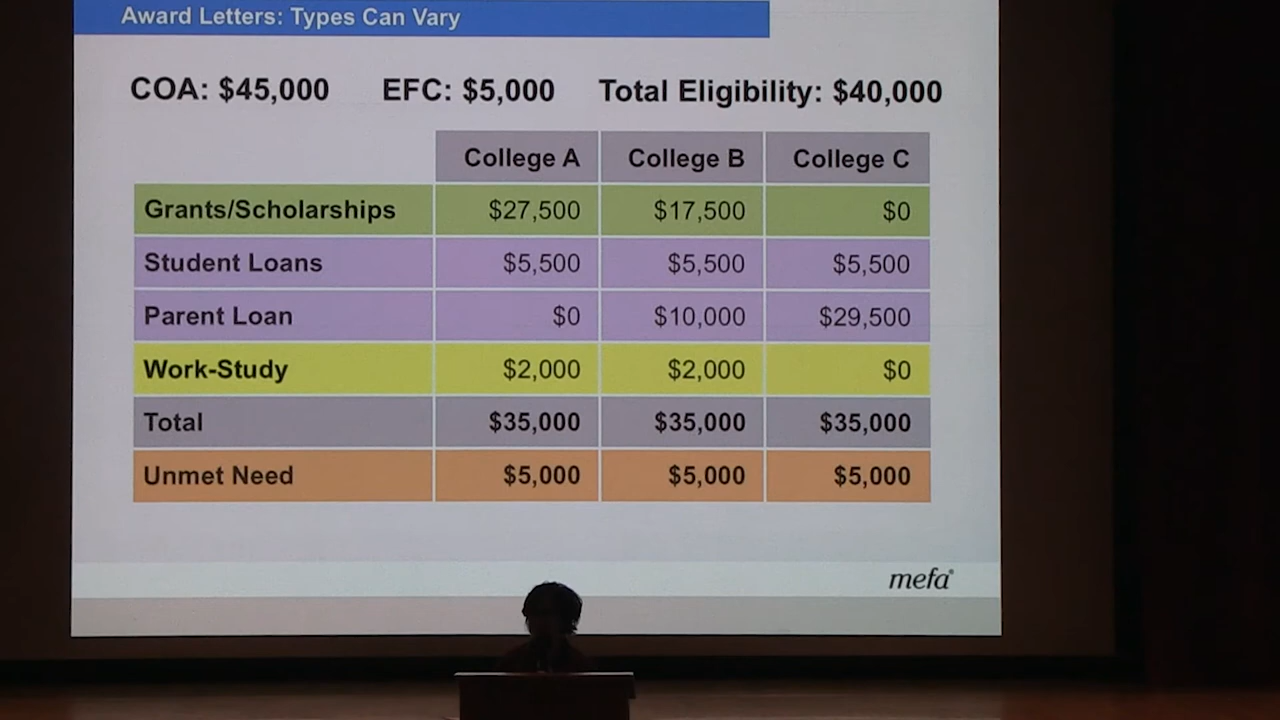 Award Letters: Types Can Vary
COA: $45,000 EFC: $5,000 Total Eligibility: $40,000
College A College B College C
Grants/Scholarships $27,500 $17,500 $0
Student Loans $5,500 $5,500 $5,500
Parent Loan $0 $10,000 $29,500
Work-Study $2,000 $2,000 $0
Total $35,000 $35,000 $35,000
Unmet Need $5,000 $5,000 $5,000
mefa®